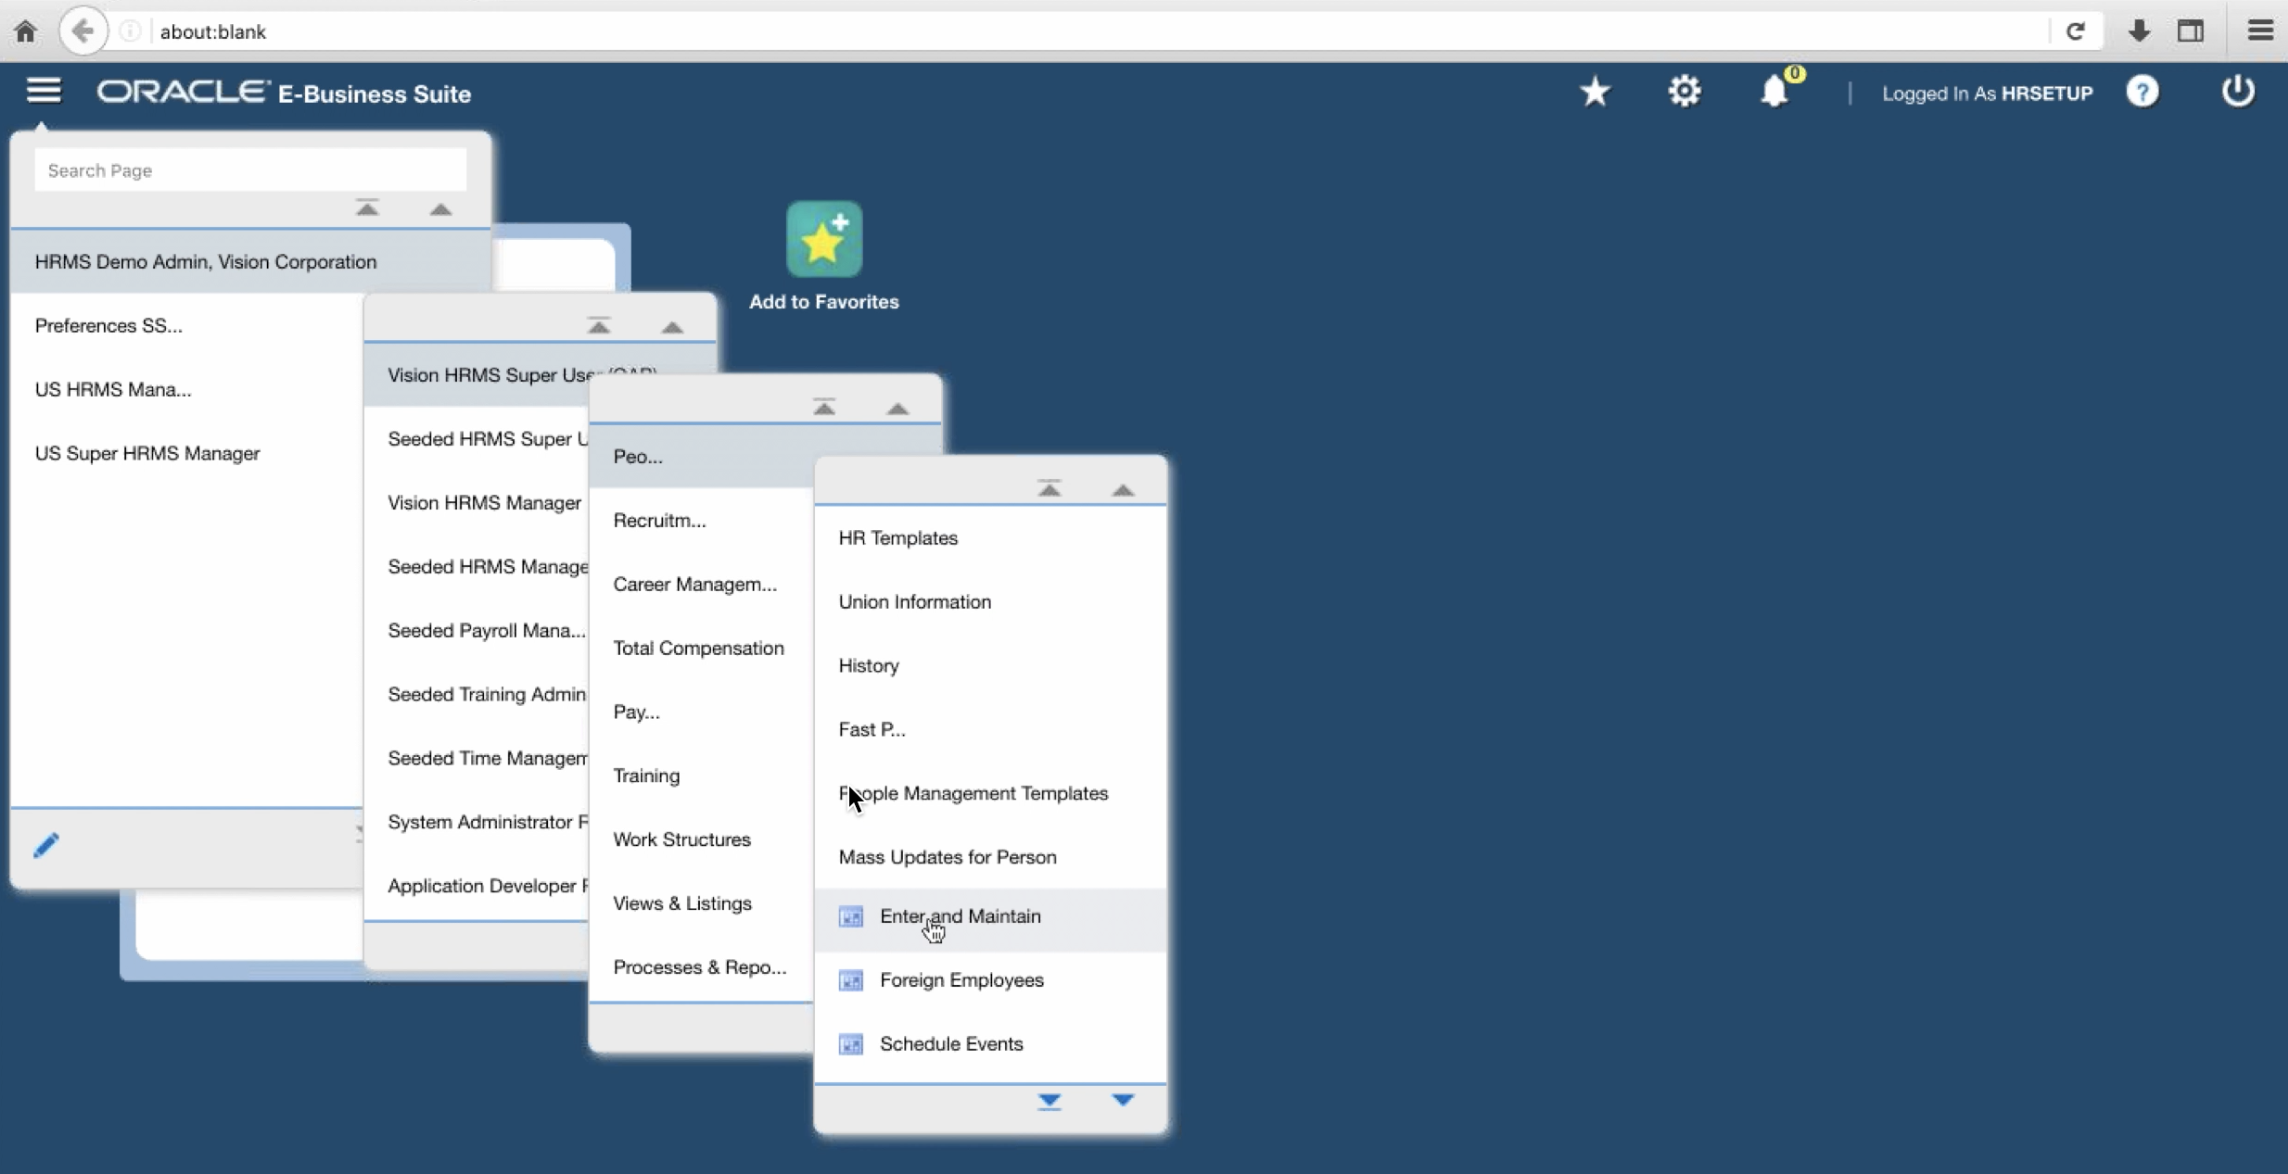 about:blank
ORACLE E-Business Suite
0
Logged In As HRSETUP
?
Search Page
HRMS Demo Admin, Vision Corporation
Preferences SS...
US HRMS Mana...
US Super HRMS Manager
Add to Favorites
Vision HRMS Super User (OAB)
Seeded HRMS Super U
Vision HRMS Manager
Seeded HRMS Manage
Seeded Payroll Mana...
Seeded Training Admin
Seeded Time Managem
System Administrator
Application Developer
Peo...
Recruitm...
Career Managem...
Total Compensation
Pay...
Training
Work Structures
Views & Listings
Processes & Repo...
HR Templates
Union Information
History
Fast P...
People Management Templates
Mass Updates for Person
Enter and Maintain
Foreign Employees
Schedule Events